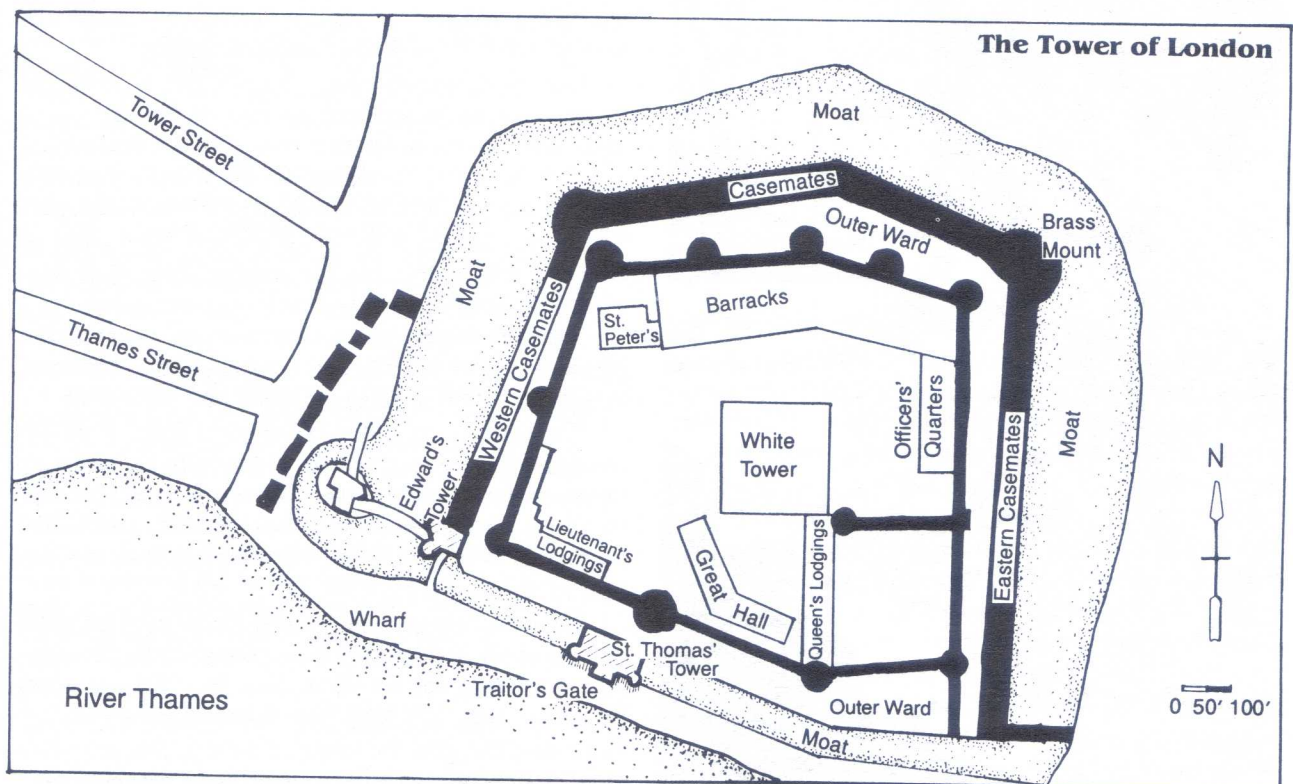 The Tower of London
Tower Street
Moat
Casemates
Outer Ward
Brass
Mount
Moat
Western Casemates
St.
Peter's
Barracks
Thames Street
Officers'
Quarters
White
Tower
Moat
Eastern Casemates
N
Edward's
Tower
Lieutenant's
Lodgings
Great
Hall
Queen's Lodgings
Wharf
St. Thomas'
Tower
Traitor's Gate
River Thames
Outer Ward
Moat
0 50' 100'